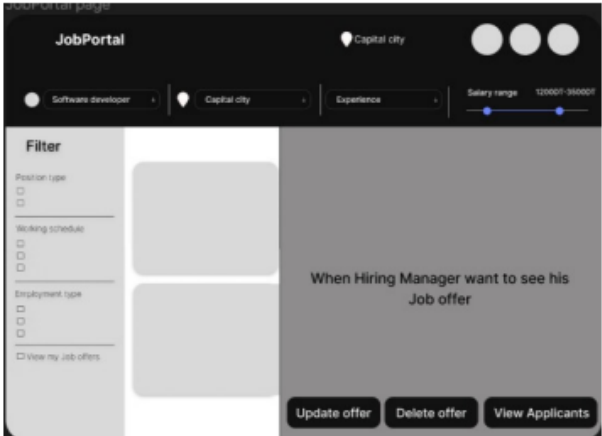 JobPortal page
JobPortal
Capital city
Software developer
Capital city
Experience
Salary range
1200DT-3500DT
Filter
Position type
Working schedule
Employment type
View my Job offers
When Hiring Manager want to see his
Job offer
Update offer
Delete offer
View Applicants